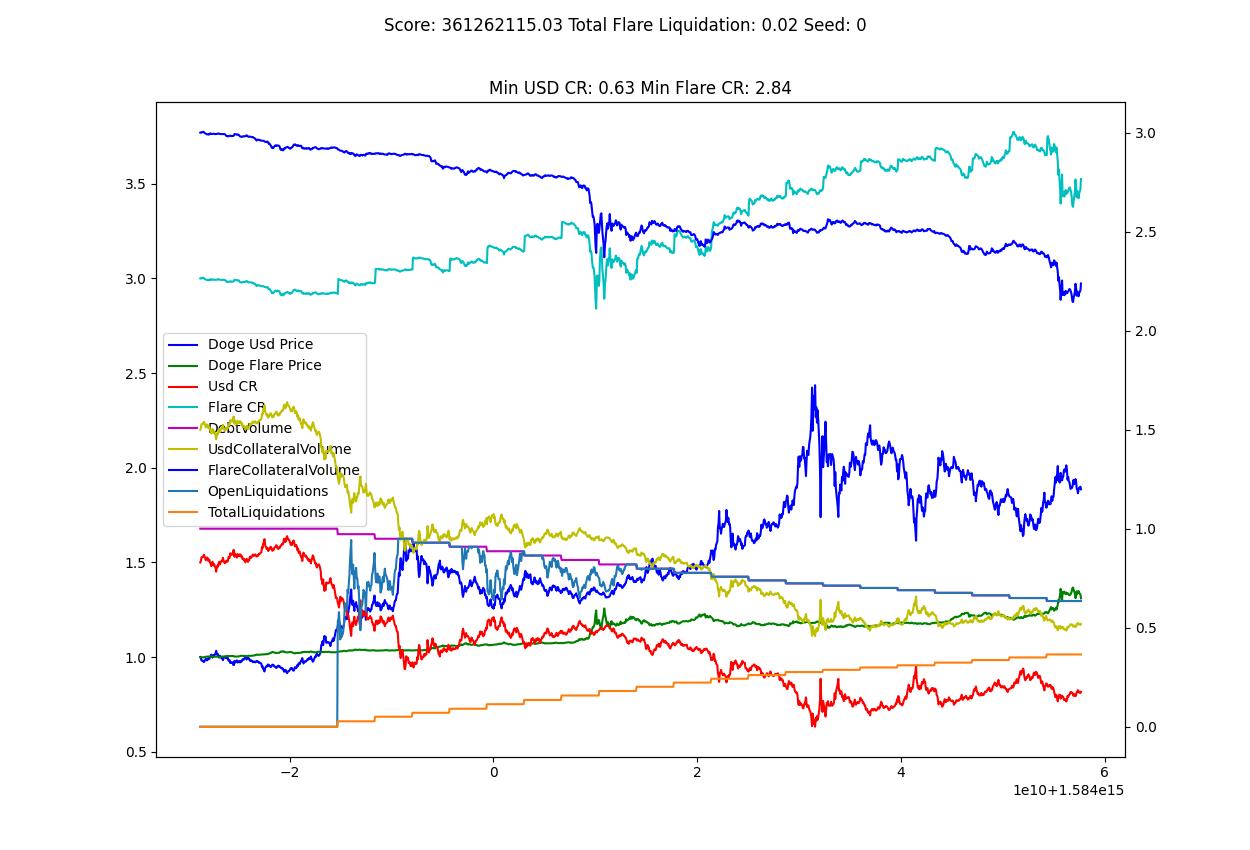 Score: 361262115.03 Total Flare Liquidation: 0.02 Seed: 0
Min USD CR: 0.63 Min Flare CR: 2.84
3.5
3.0
2.5
2.0
1.5
1.0
0.5
3.0
2.5
2.0
1.5
1.0
0.5
0.0
Doge Usd Price
Doge Flare Price
Usd CR
Flare CR
DebtVolume
UsdCollateralVolume
FlareCollateralVolume
OpenLiquidations
TotalLiquidations
−2
0
2
4
6
1e10+1.584e15